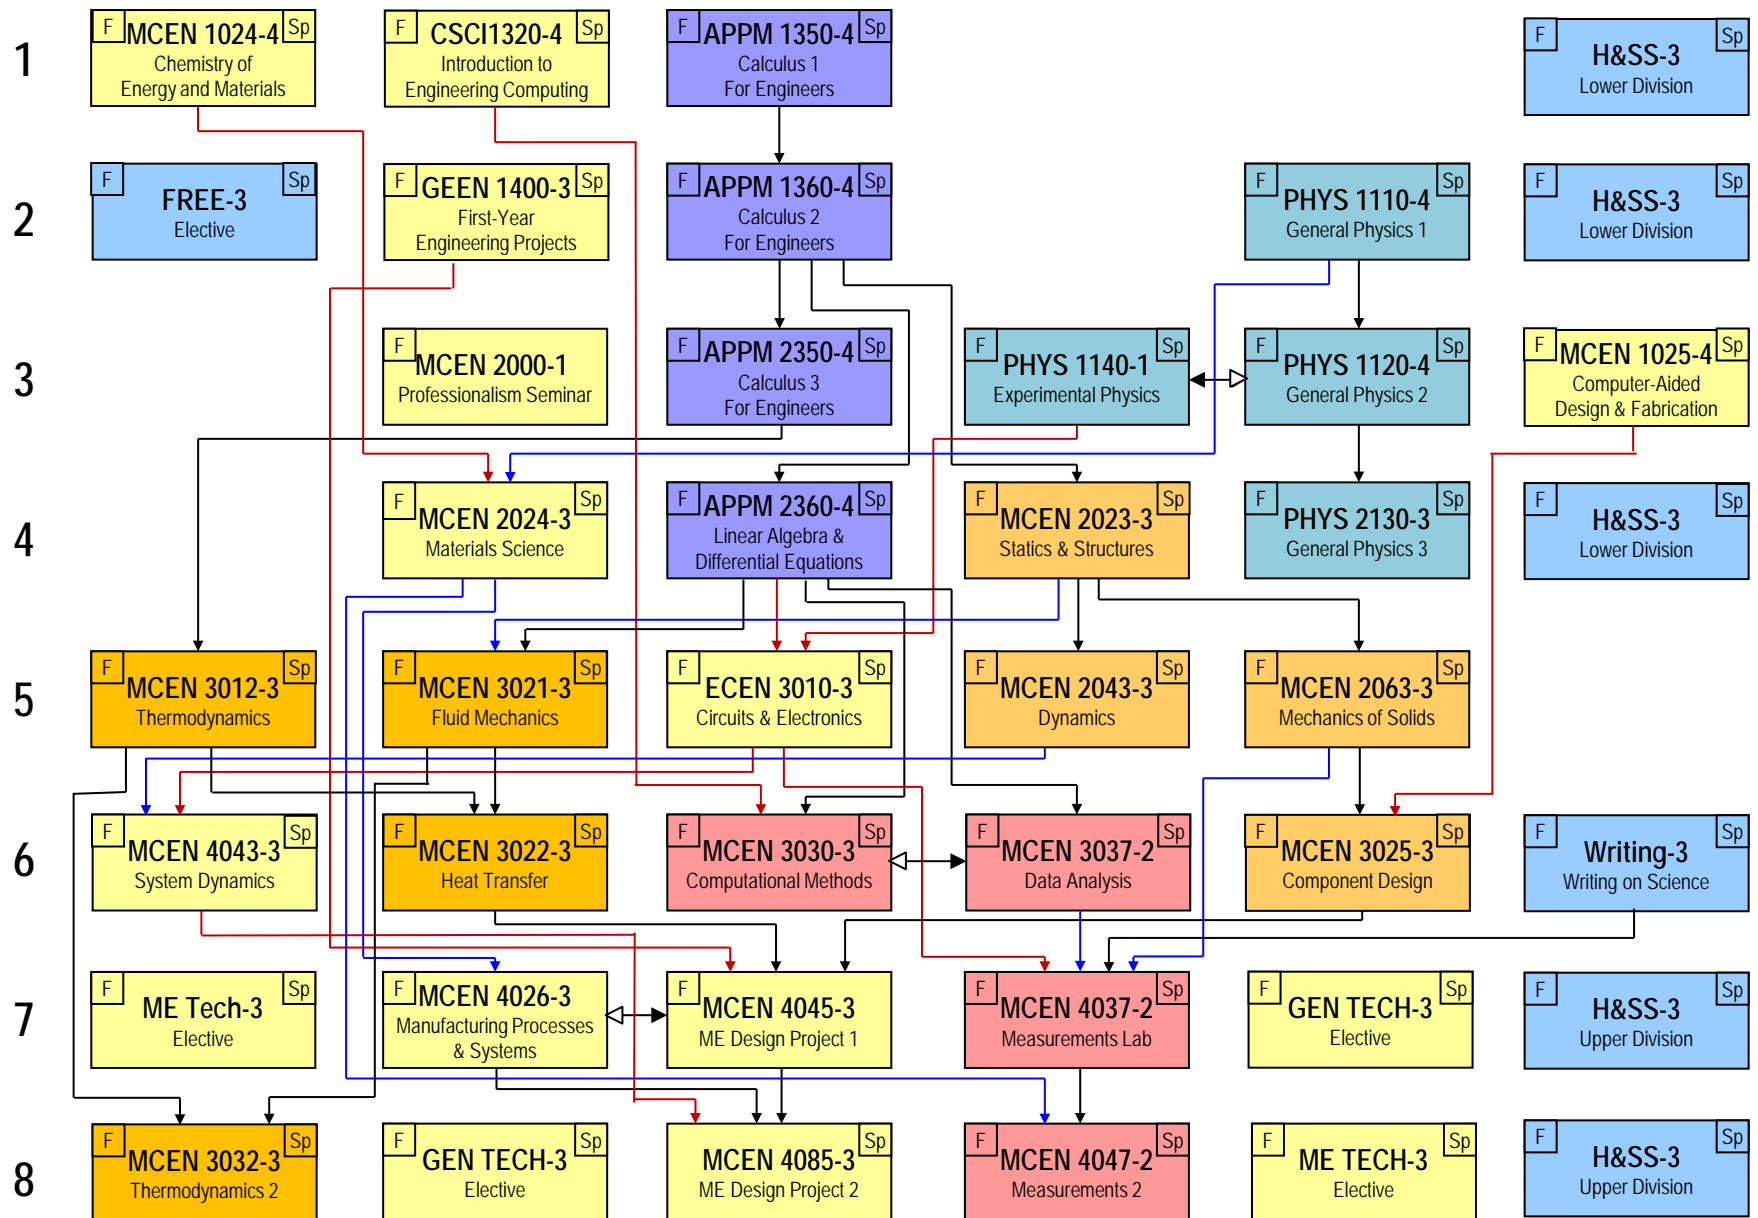 1
F
MCEN 1024-4
Sp
Chemistry of
Energy and Materials
F
CSCI1320-4
Sp
Introduction to
Engineering Computing
F
APPM 1350-4
Sp
Calculus 1
For Engineers
F
H&SS-3
Sp
Lower Division
2
F
FREE-3
Sp
Elective
F
GEEN 1400-3
Sp
First-Year
Engineering Projects
F
APPM 1360-4
Sp
Calculus 2
For Engineers
F
PHYS 1110-4
Sp
General Physics 1
F
H&SS-3
Sp
Lower Division
3
F
MCEN 2000-1
Professionalism Seminar
F
APPM 2350-4
Sp
Calculus 3
For Engineers
F
PHYS 1140-1
Sp
Experimental Physics
F
PHYS 1120-4
Sp
General Physics 2
F
MCEN 1025-4
Sp
Computer-Aided
Design & Fabrication
4
F
MCEN 2024-3
Sp
Materials Science
F
APPM 2360-4
Sp
Linear Algebra &
Differential Equations
F
MCEN 2023-3
Sp
Statics & Structures
F
PHYS 2130-3
Sp
General Physics 3
F
H&SS-3
Sp
Lower Division
5
F
MCEN 3012-3
Sp
Thermodynamics
F
MCEN 3021-3
Sp
Fluid Mechanics
F
ECEN 3010-3
Sp
Circuits & Electronics
F
MCEN 2043-3
Sp
Dynamics
F
MCEN 2063-3
Sp
Mechanics of Solids
6
F
MCEN 4043-3
Sp
System Dynamics
F
MCEN 3022-3
Sp
Heat Transfer
F
MCEN 3030-3
Sp
Computational Methods
F
MCEN 3037-2
Sp
Data Analysis
F
MCEN 3025-3
Sp
Component Design
F
Writing-3
Sp
Writing on Science
7
F
ME Tech-3
Sp
Elective
F
MCEN 4026-3
Sp
Manufacturing Processes
& Systems
F
MCEN 4045-3
ME Design Project 1
F
MCEN 4037-2
Sp
Measurements Lab
F
GEN TECH-3
Sp
Elective
F
H&SS-3
Sp
Upper Division
8
F
MCEN 3032-3
Sp
Thermodynamics 2
F
GEN TECH-3
Sp
Elective
MCEN 4085-3
Sp
ME Design Project 2
F
MCEN 4047-2
Sp
Measurements 2
F
ME TECH-3
Sp
Elective
F
H&SS-3
Sp
Upper Division